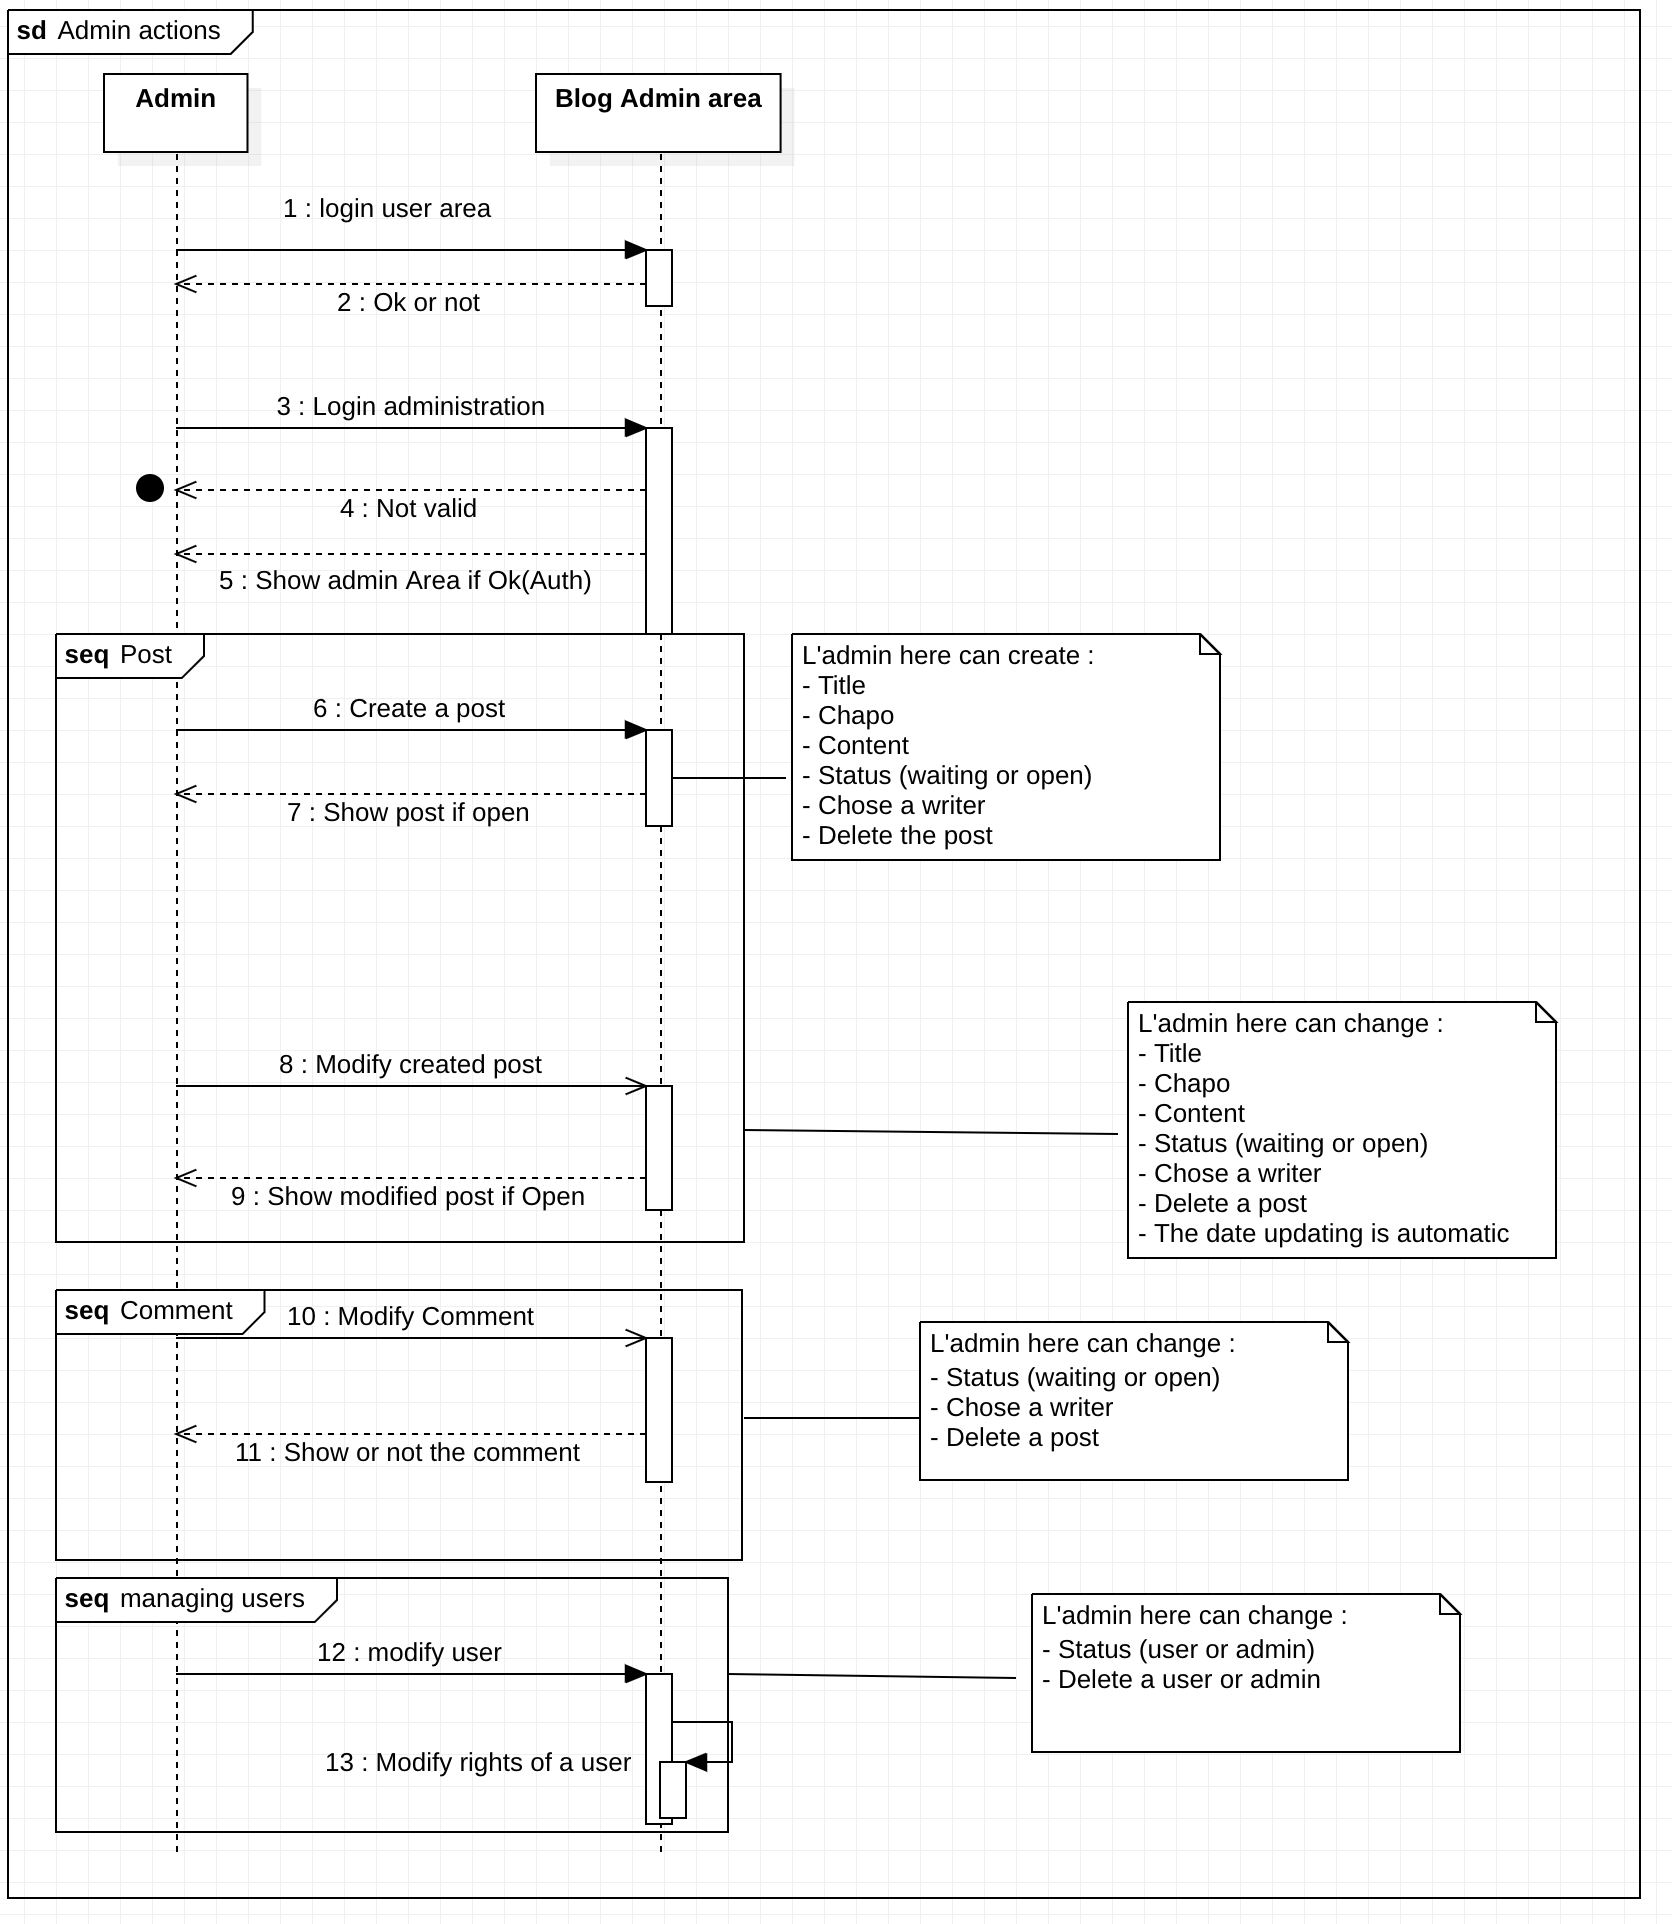 sd Admin actions
Admin
Blog Admin area
1 : login user area
2 : Ok or not
3 : Login administration
4 : Not valid
5 : Show admin Area if Ok(Auth)
seq Post
6 : Create a post
7 : Show post if open
L'admin here can create :
- Title
- Chapo
- Content
- Status (waiting or open)
- Chose a writer
- Delete the post
8 : Modify created post
9 : Show modified post if Open
L'admin here can change :
- Title
- Chapo
- Content
- Status (waiting or open)
- Chose a writer
- Delete a post
- The date updating is automatic
seq Comment
10 : Modify Comment
11 : Show or not the comment
L'admin here can change :
- Status (waiting or open)
- Chose a writer
- Delete a post
seq managing users
12 : modify user
13 : Modify rights of a user
L'admin here can change :
- Status (user or admin)
- Delete a user or admin